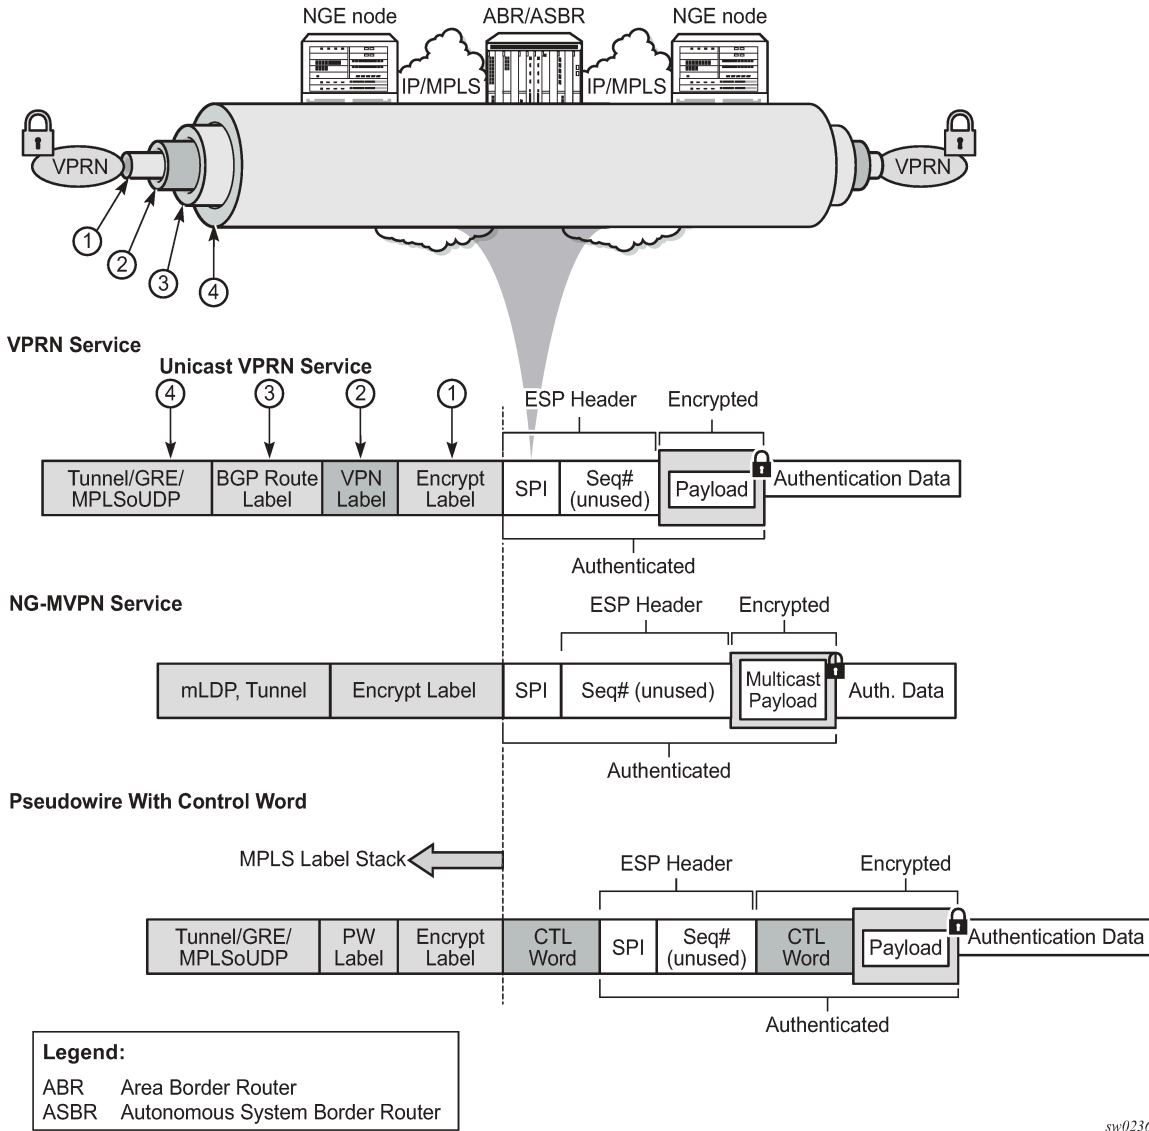 NGE node ABR/ASBR NGE node
IP/MPLS IP/MPLS
VPRN VPRN
1
2
3
4
VPRN Service
Unicast VPRN Service
4 3 2 1
ESP Header Encrypted
Tunnel/GRE/ BGP Route VPN Encrypt SPI Seq# Payload Authentication Data
MPLSoUDP Label Label Label (unused)
Authenticated
NG-MVPN Service
ESP Header Encrypted
mLDP, Tunnel Encrypt Label SPI Seq# (unused) Multicast Auth. Data
Payload
Authenticated
Pseudowire With Control Word
MPLS Label Stack
ESP Header Encrypted
Tunnel/GRE/ PW Encrypt CTL SPI Seq# CTL Payload Authentication Data
MPLSoUDP Label Label Word (unused) Word
Authenticated
Legend:
ABR Area Border Router
ASBR Autonomous System Border Router
sw0236